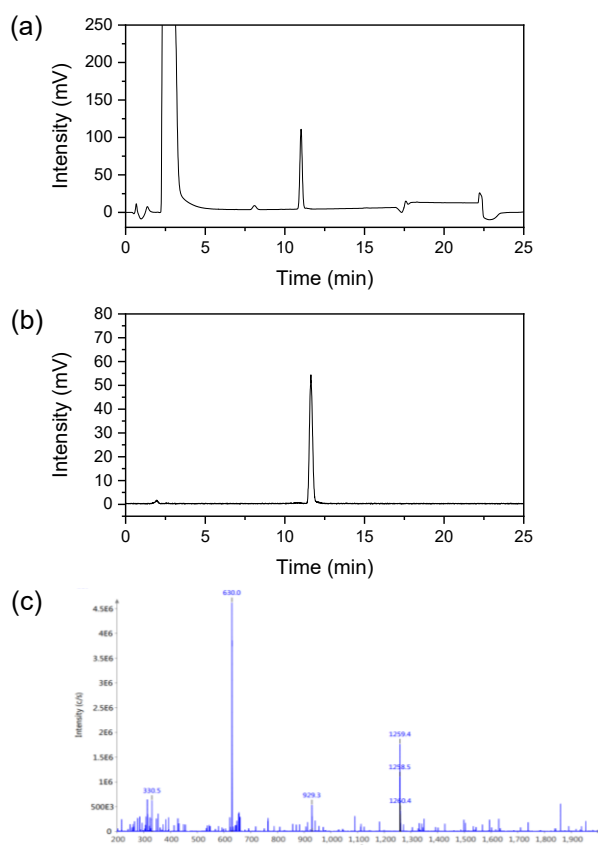 (a)
250
200
150
100
50
0
Intensity (mV)
0 5 10 15 20 25
Time (min)
(b)
80
70
60
50
40
30
20
10
0
Intensity (mV)
0 5 10 15 20 25
Time (min)
(c)
630.0
4.5E6
4E6
3.5E6
3E6
2.5E6
2E6
1.5E6
1E6
500E3
0E0
Intensity (c/s)
1259.4
1258.5
1260.4
330.5
929.3
200 300 400 500 600 700 800 900 1,000 1,100 1,200 1,300 1,400 1,500 1,600 1,700 1,800 1,900